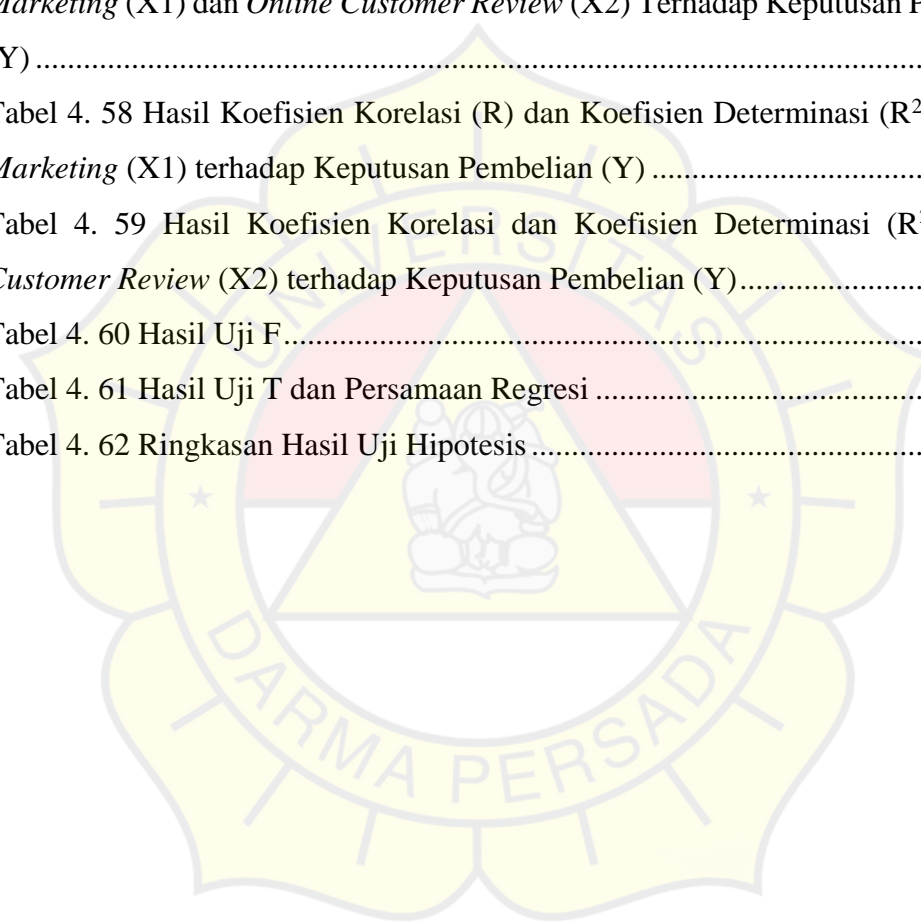 Marketing (X1) dan Online Customer Review (X2) Terhadap Keputusan
Y) ........................................................................................................
Tabel 4. 58 Hasil Koefisien Korelasi (R) dan Koefisien Determinasi (R²
Marketing (X1) terhadap Keputusan Pembelian (Y) ..................................
Tabel 4. 59 Hasil Koefisien Korelasi dan Koefisien Determinasi (R²
Customer Review (X2) terhadap Keputusan Pembelian (Y).......................
Tabel 4. 60 Hasil Uji F................................................................................
Tabel 4. 61 Hasil Uji T dan Persamaan Regresi .........................................
Tabel 4. 62 Ringkasan Hasil Uji Hipotesis .................................................
UNIVERSITAS
DARMA PERSADA